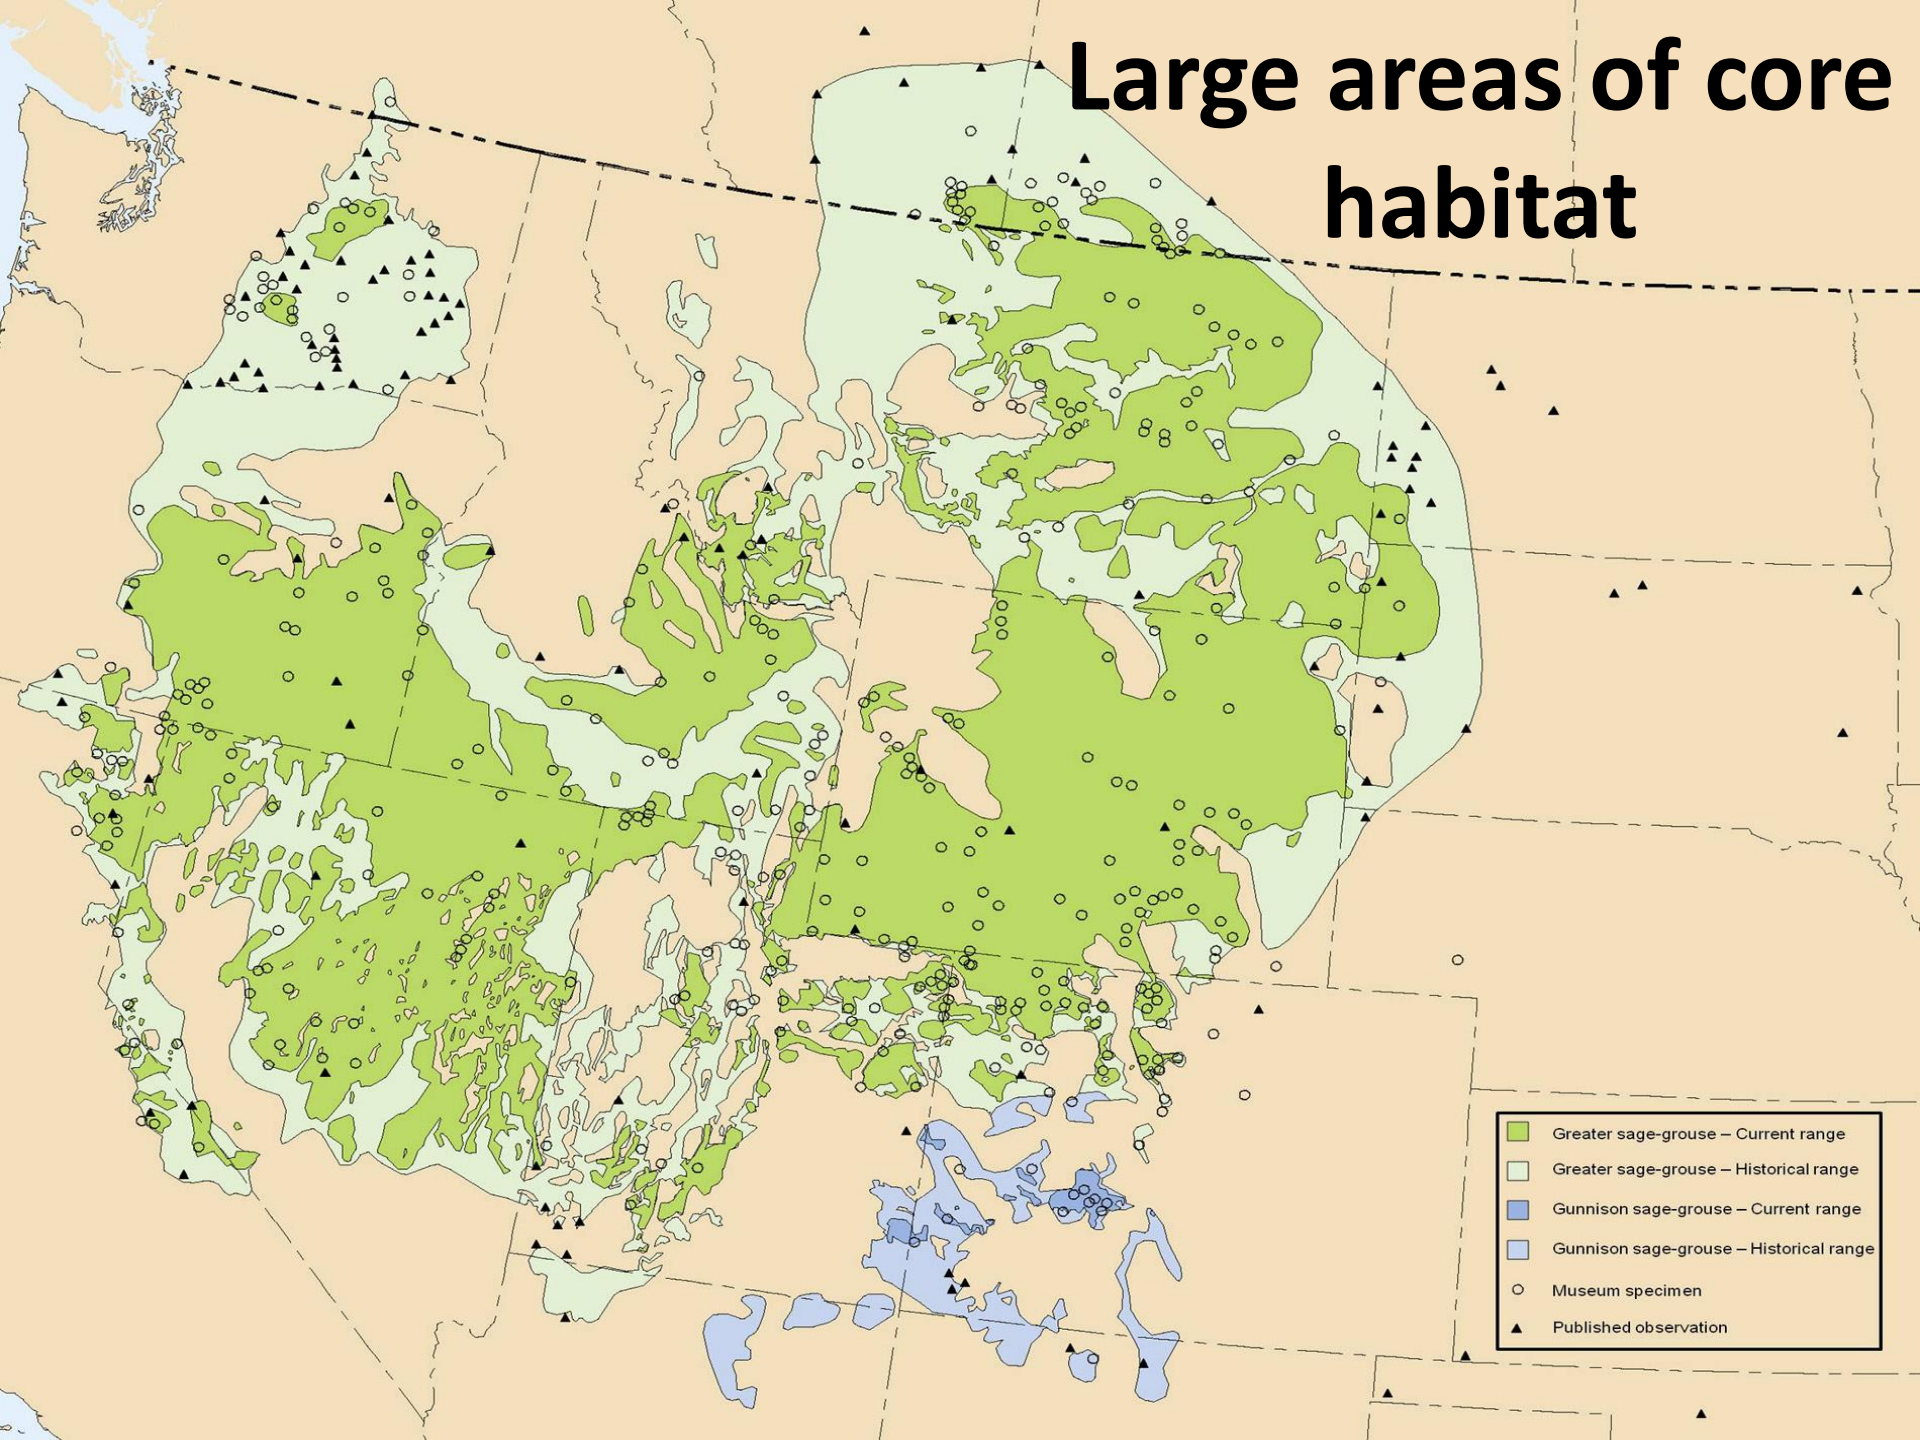 Large areas of core
habitat
Greater sage-grouse – Current range
Greater sage-grouse – Historical range
Gunnison sage-grouse – Current range
Gunnison sage-grouse – Historical range
Museum specimen
Published observation